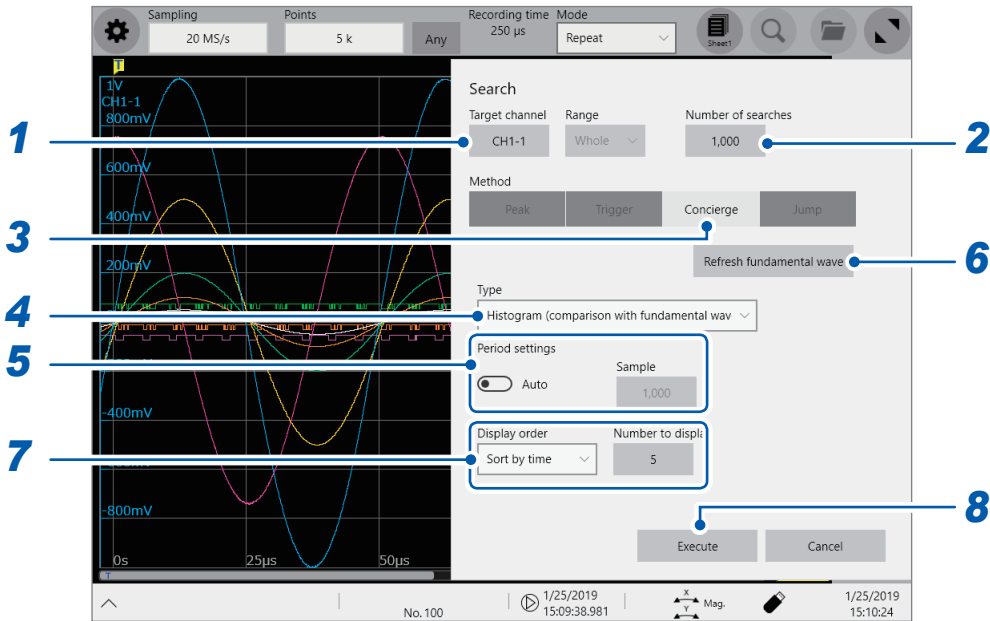 Sampling
Points
Recording time
Mode
20 MS/s
5 k
Any
250 µs
Repeat
Sheet1
T
1V
CH1-1
800mV
600mV
400mV
200mV
-400mV
-800mV
0s
25µs
50µs
T
Search
Target channel
Range
Number of searches
CH1-1
Whole
1,000
Method
Peak
Trigger
Concierge
Jump
Refresh fundamental wave
Type
Histogram (comparison with fundamental wav
Period settings
Auto
Sample
1,000
Display order
Number to displa
Sort by time
5
Execute
Cancel
No. 100
1/25/2019
15:09:38.981
X
Y
Mag.
1/25/2019
15:10:24
1
2
3
4
5
6
7
8